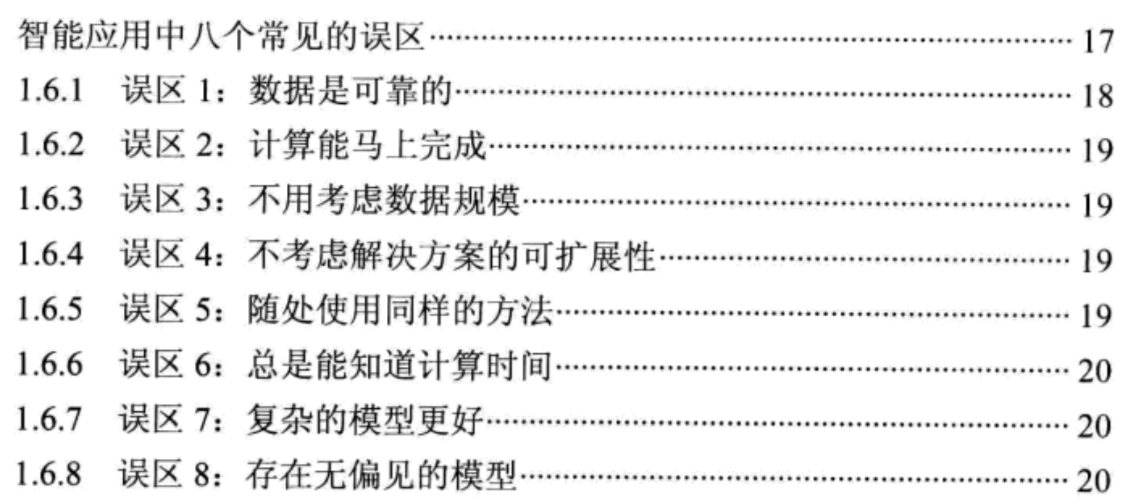 智能应用中八个常见的误区 17
1.6.1 误区 1：数据是可靠的 18
1.6.2 误区 2：计算能马上完成 19
1.6.3 误区 3：不用考虑数据规模 19
1.6.4 误区 4：不考虑解决方案的可扩展性 19
1.6.5 误区 5：随处使用同样的方法 19
1.6.6 误区 6：总是能知道计算时间 20
1.6.7 误区 7：复杂的模型更好 20
1.6.8 误区 8：存在无偏见的模型 20